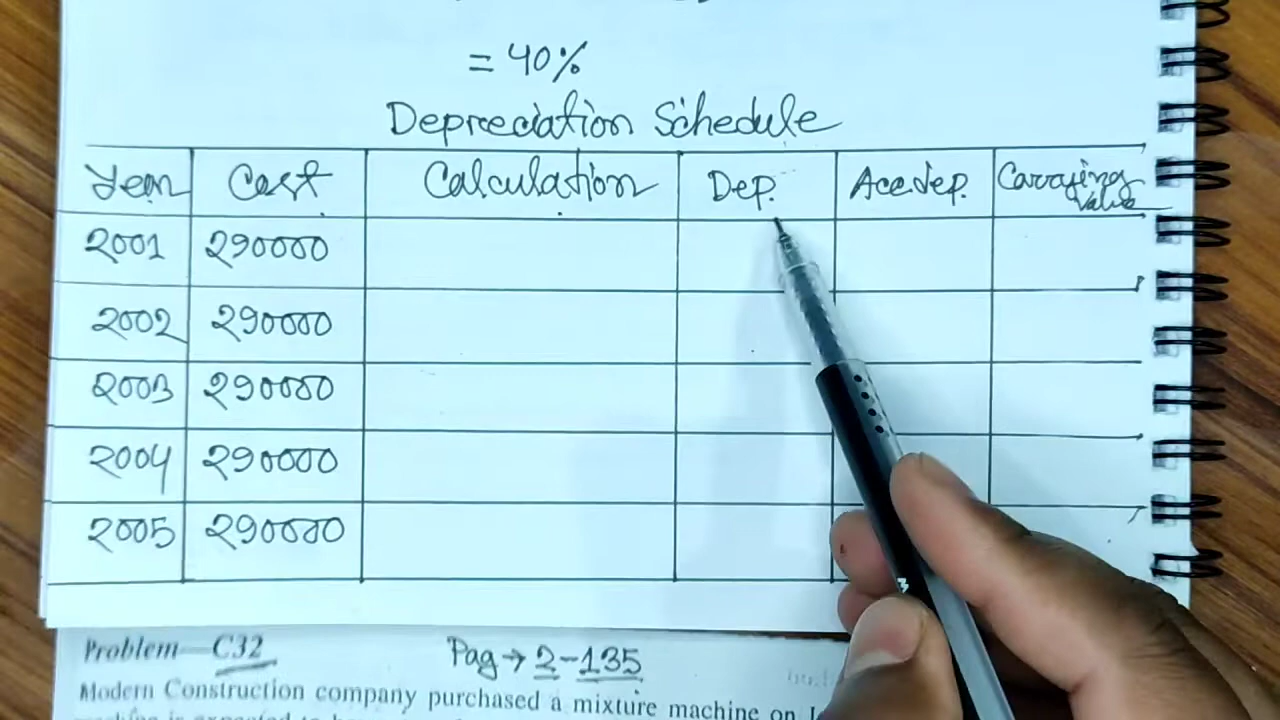 = 40%
Depreciation Schedule
Year Cost Calculation Dep. Acc.dep. Carrying Value
2001 290000
2002 290000
2003 290000
2004 290000
2005 290000
Problem—C32 Pag→2-135
Modern Construction company purchased a mixture machine on